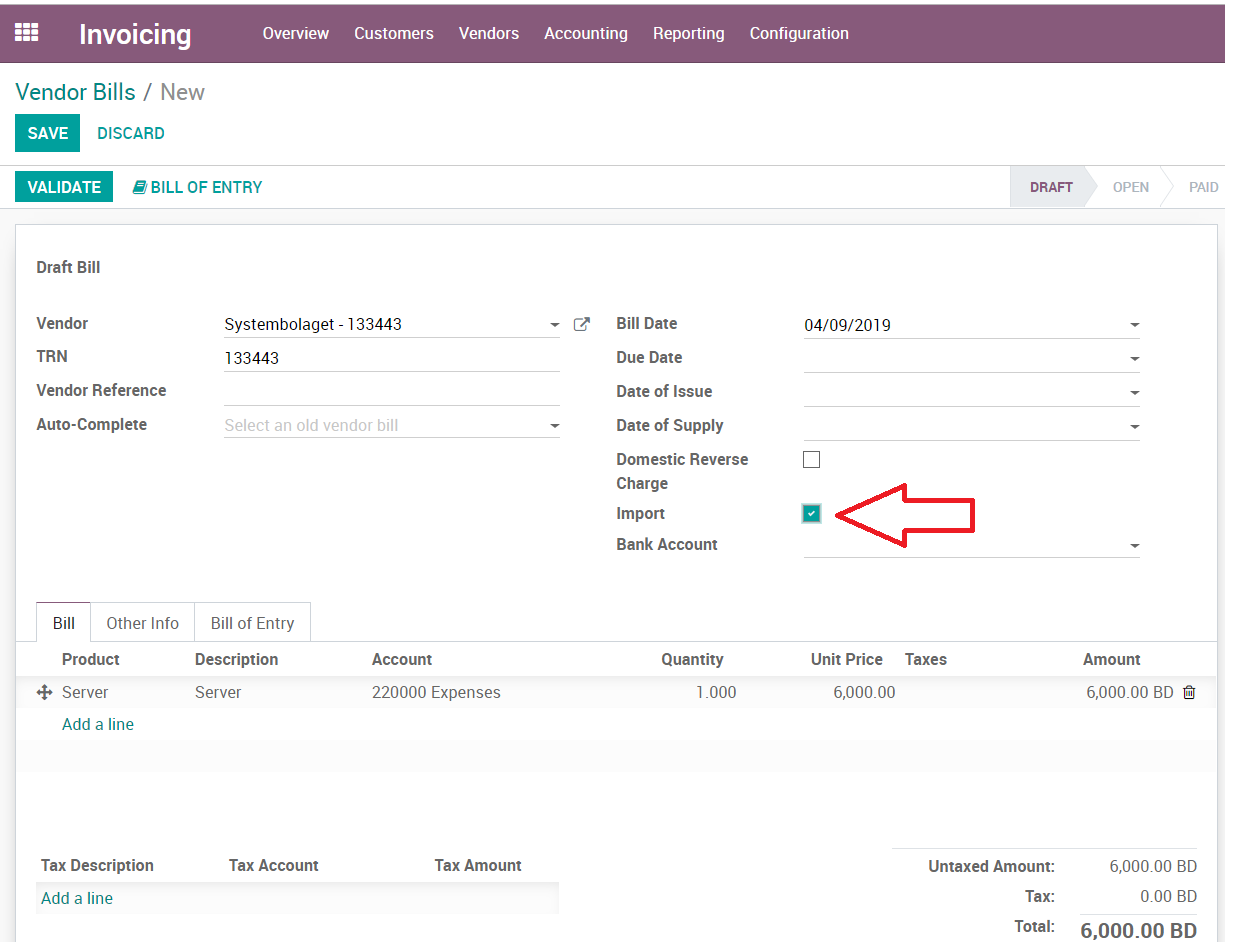 Invoicing Overview Customers Vendors Accounting Reporting Configuration
Vendor Bills / New
SAVE DISCARD
VALIDATE BILL OF ENTRY DRAFT OPEN PAID
Draft Bill
Vendor Systembolaget - 133443 Bill Date 04/09/2019
TRN 133443 Due Date
Vendor Reference Date of Issue
Auto-Complete Select an old vendor bill Date of Supply
Domestic Reverse
Charge
Import
Bank Account
Bill Other Info Bill of Entry
Product Description Account Quantity Unit Price Taxes Amount
Server Server 220000 Expenses 1.000 6,000.00 6,000.00 BD
Add a line
Tax Description Tax Account Tax Amount Untaxed Amount: 6,000.00 BD
Add a line Tax: 0.00 BD
Total: 6,000.00 BD